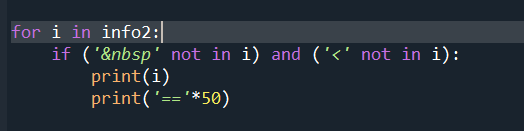 for i in info2:
    if ('&nbsp' not in i) and ('<' not in i):
        print(i)
        print('=='*50)